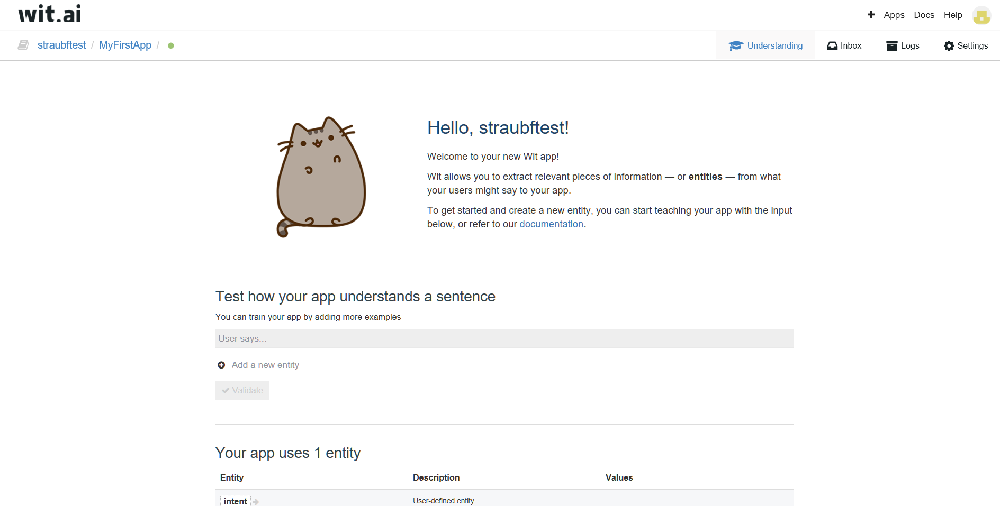 wit.ai
Apps Docs Help
straubftest / MyFirstApp /
Understanding Inbox Logs Settings
Hello, straubftest!
Welcome to your new Wit app!
Wit allows you to extract relevant pieces of information — or entities — from what
your users might say to your app.
To get started and create a new entity, you can start teaching your app with the input
below, or refer to our documentation.
Test how your app understands a sentence
You can train your app by adding more examples
User says...
Add a new entity
Validate
Your app uses 1 entity
Entity Description Values
intent User-defined entity